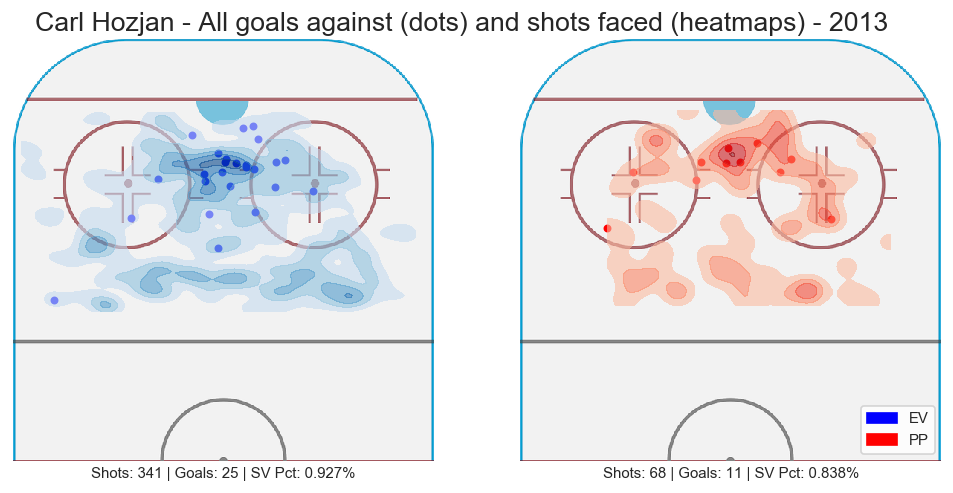 Carl Hozjan - All goals against (dots) and shots faced (heatmaps) - 2013
EV
PP
Shots: 341 | Goals: 25 | SV Pct: 0.927%
Shots: 68 | Goals: 11 | SV Pct: 0.838%